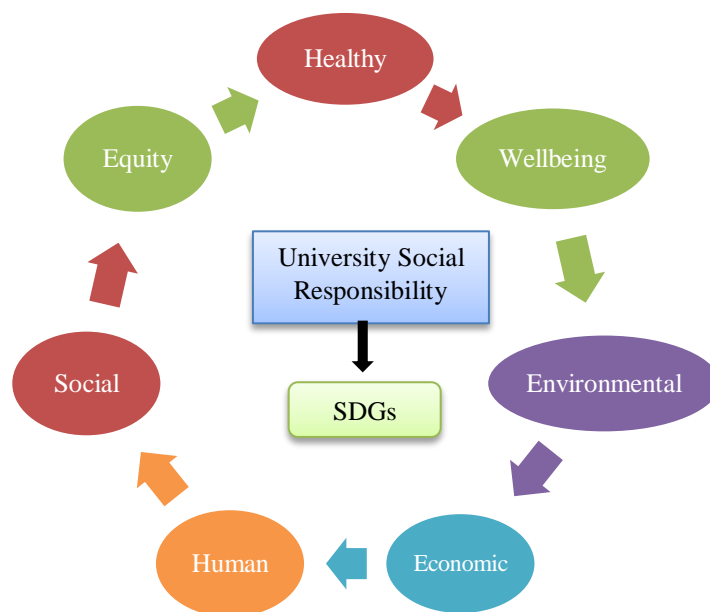 Healthy
Equity
Wellbeing
University Social
Responsibility
Social
Environmental
SDGs
Human
Economic